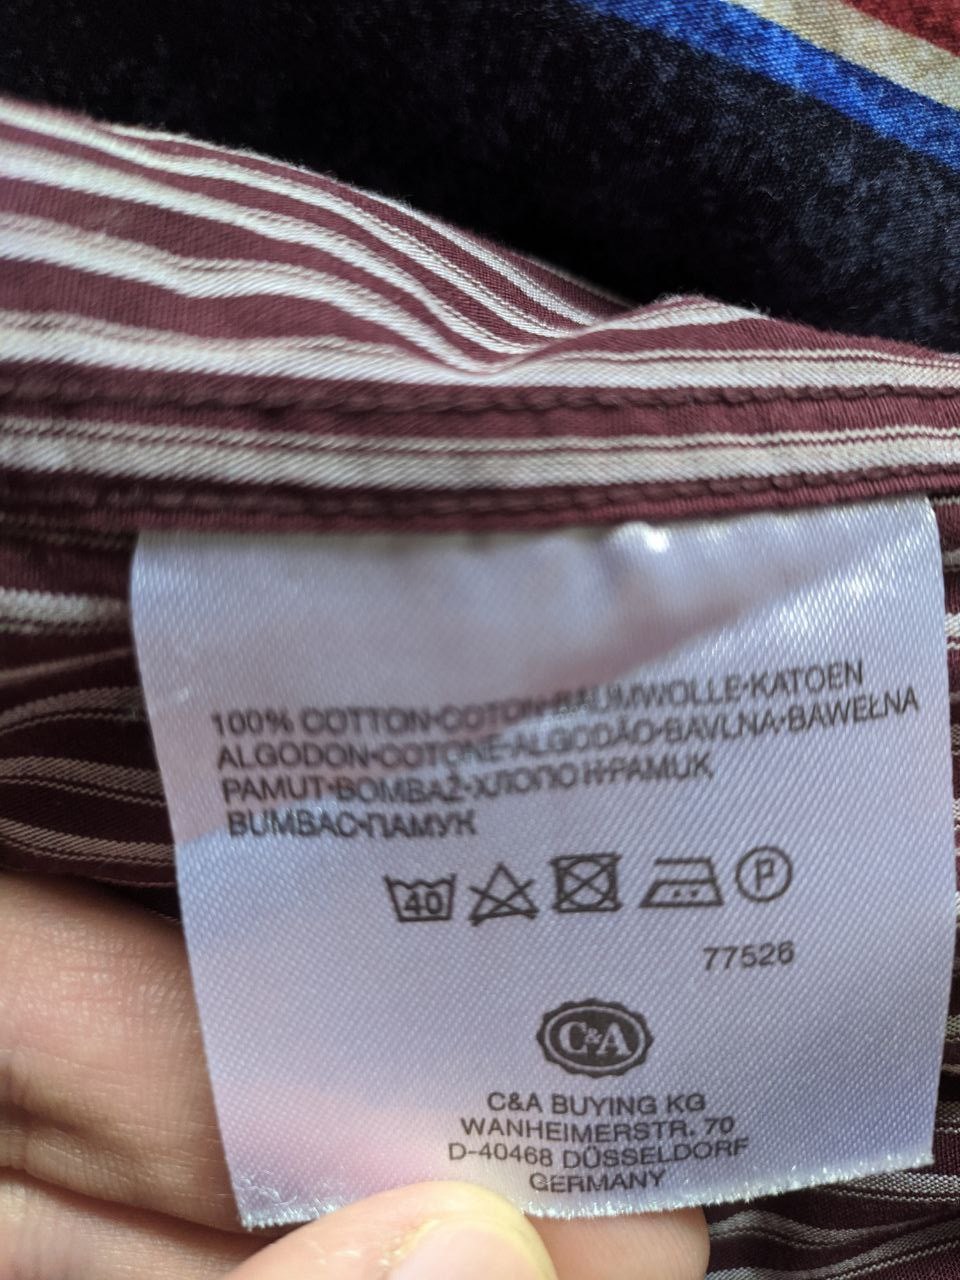 100% COTTON•COTON•BAUMWOLLE•KATOEN
ALGODON•COTONE•ALGODÃO•BAVLNA•BAWEŁNA
PAMUT•BOMBAŽ•ХЛОПОК•PAMUK
BUMBAC•ПАМУК
40 P
77526
C&A
C&A BUYING KG
WANHEIMERSTR. 70
D-40468 DÜSSELDORF
GERMANY